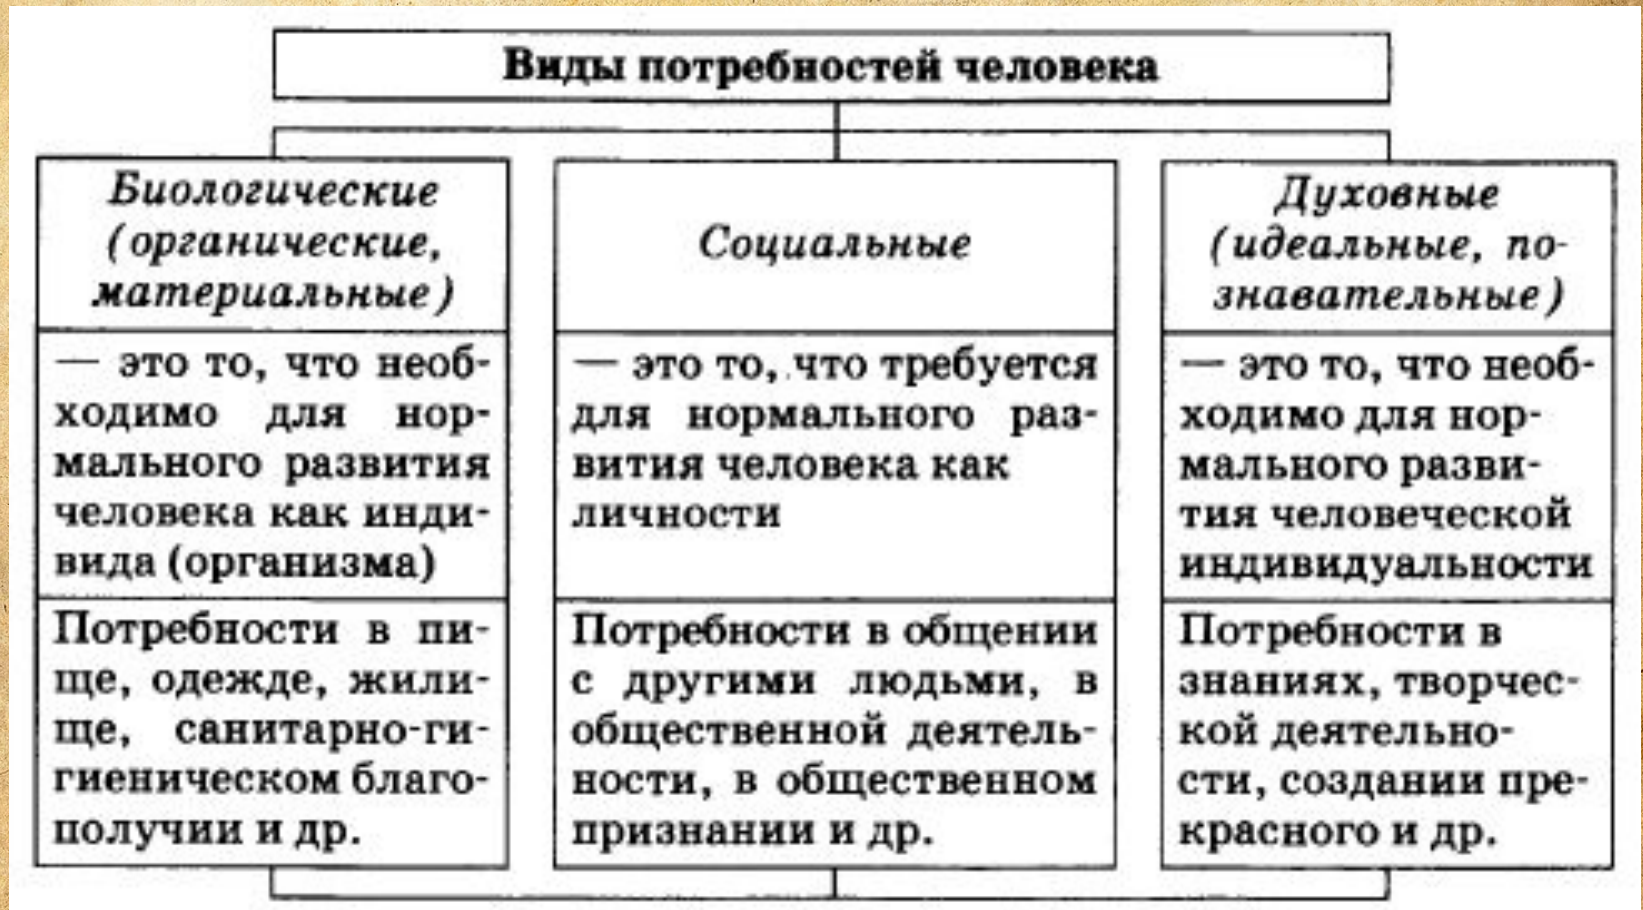 Виды потребностей человека
Биологические
(органические,
материальные)
— это то, что необ-
ходимо для нор-
мального развития
человека как инди-
вида (организма)
Потребности в пи-
ще, одежде, жили-
ще, санитарно-ги-
гиеническом благо-
получии и др.
Социальные
— это то, что требуется
для нормального раз-
вития человека как
личности
Потребности в общении
с другими людьми, в
общественной деятель-
ности, в общественном
признании и др.
Духовные
(идеальные, по-
знавательные)
— это то, что необ-
ходимо для нор-
мального разви-
тия человеческой
индивидуальности
Потребности в
знаниях, творчес-
кой деятельно-
сти, создании пре-
красного и др.